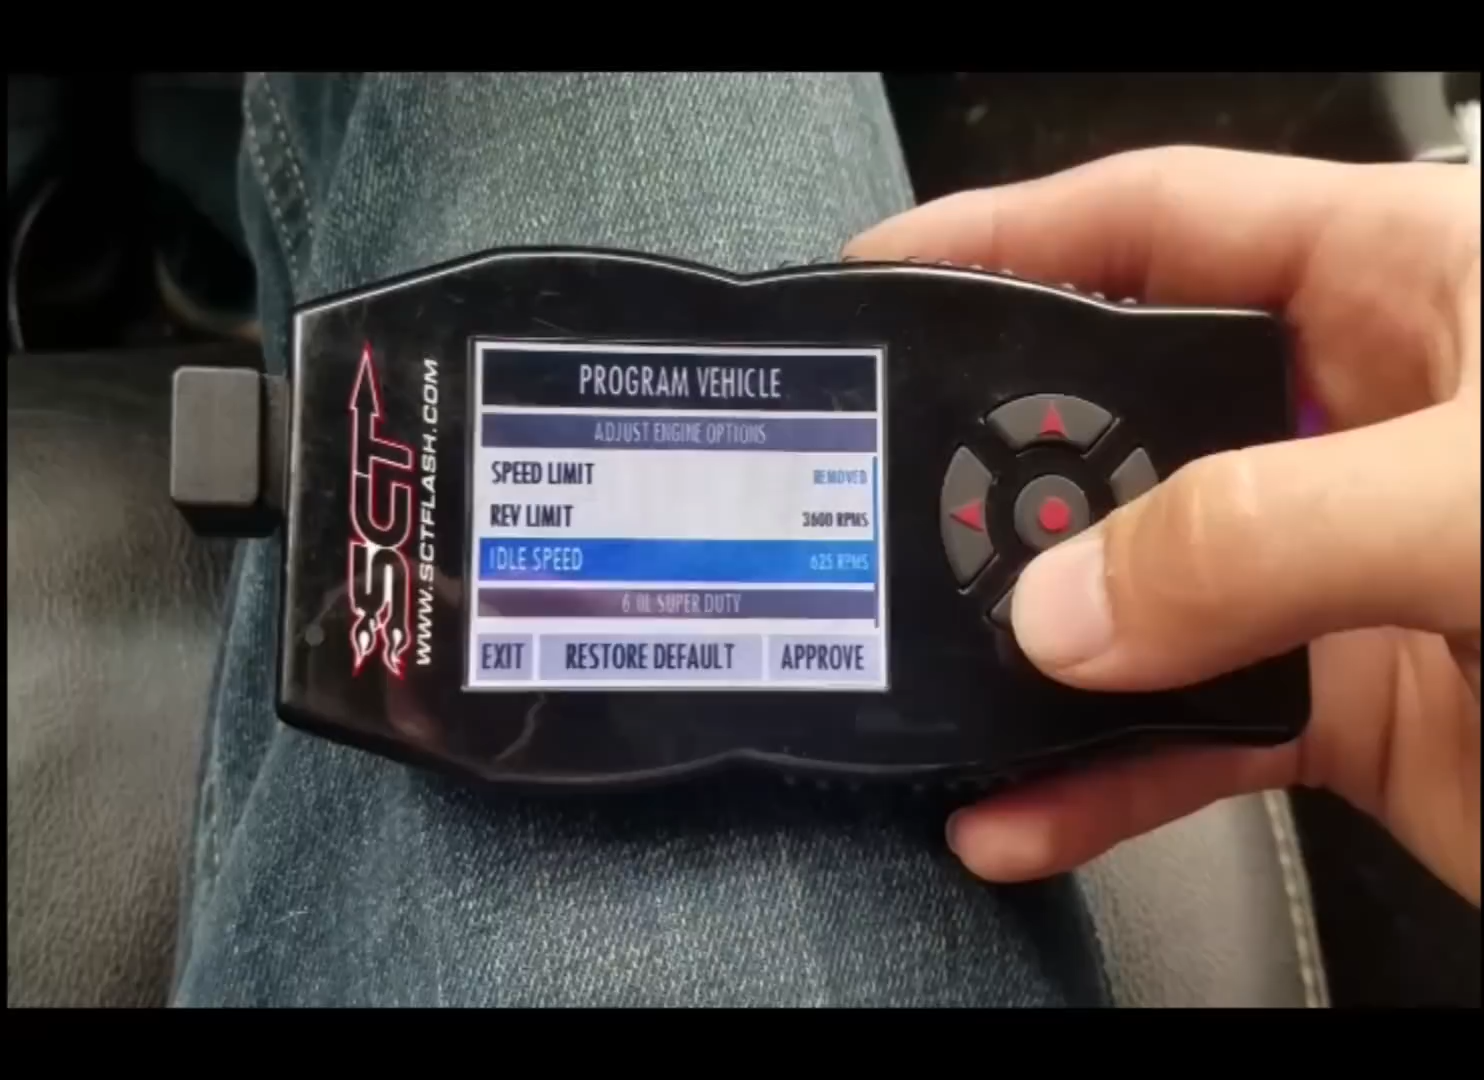 SCT
WWW.SCTFLASH.COM
PROGRAM VEHICLE
ADJUST ENGINE OPTIONS
SPEED LIMIT REMOVED
REV LIMIT 3600 RPMS
IDLE SPEED 625 RPMS
6.0L SUPER DUTY
EXIT RESTORE DEFAULT APPROVE